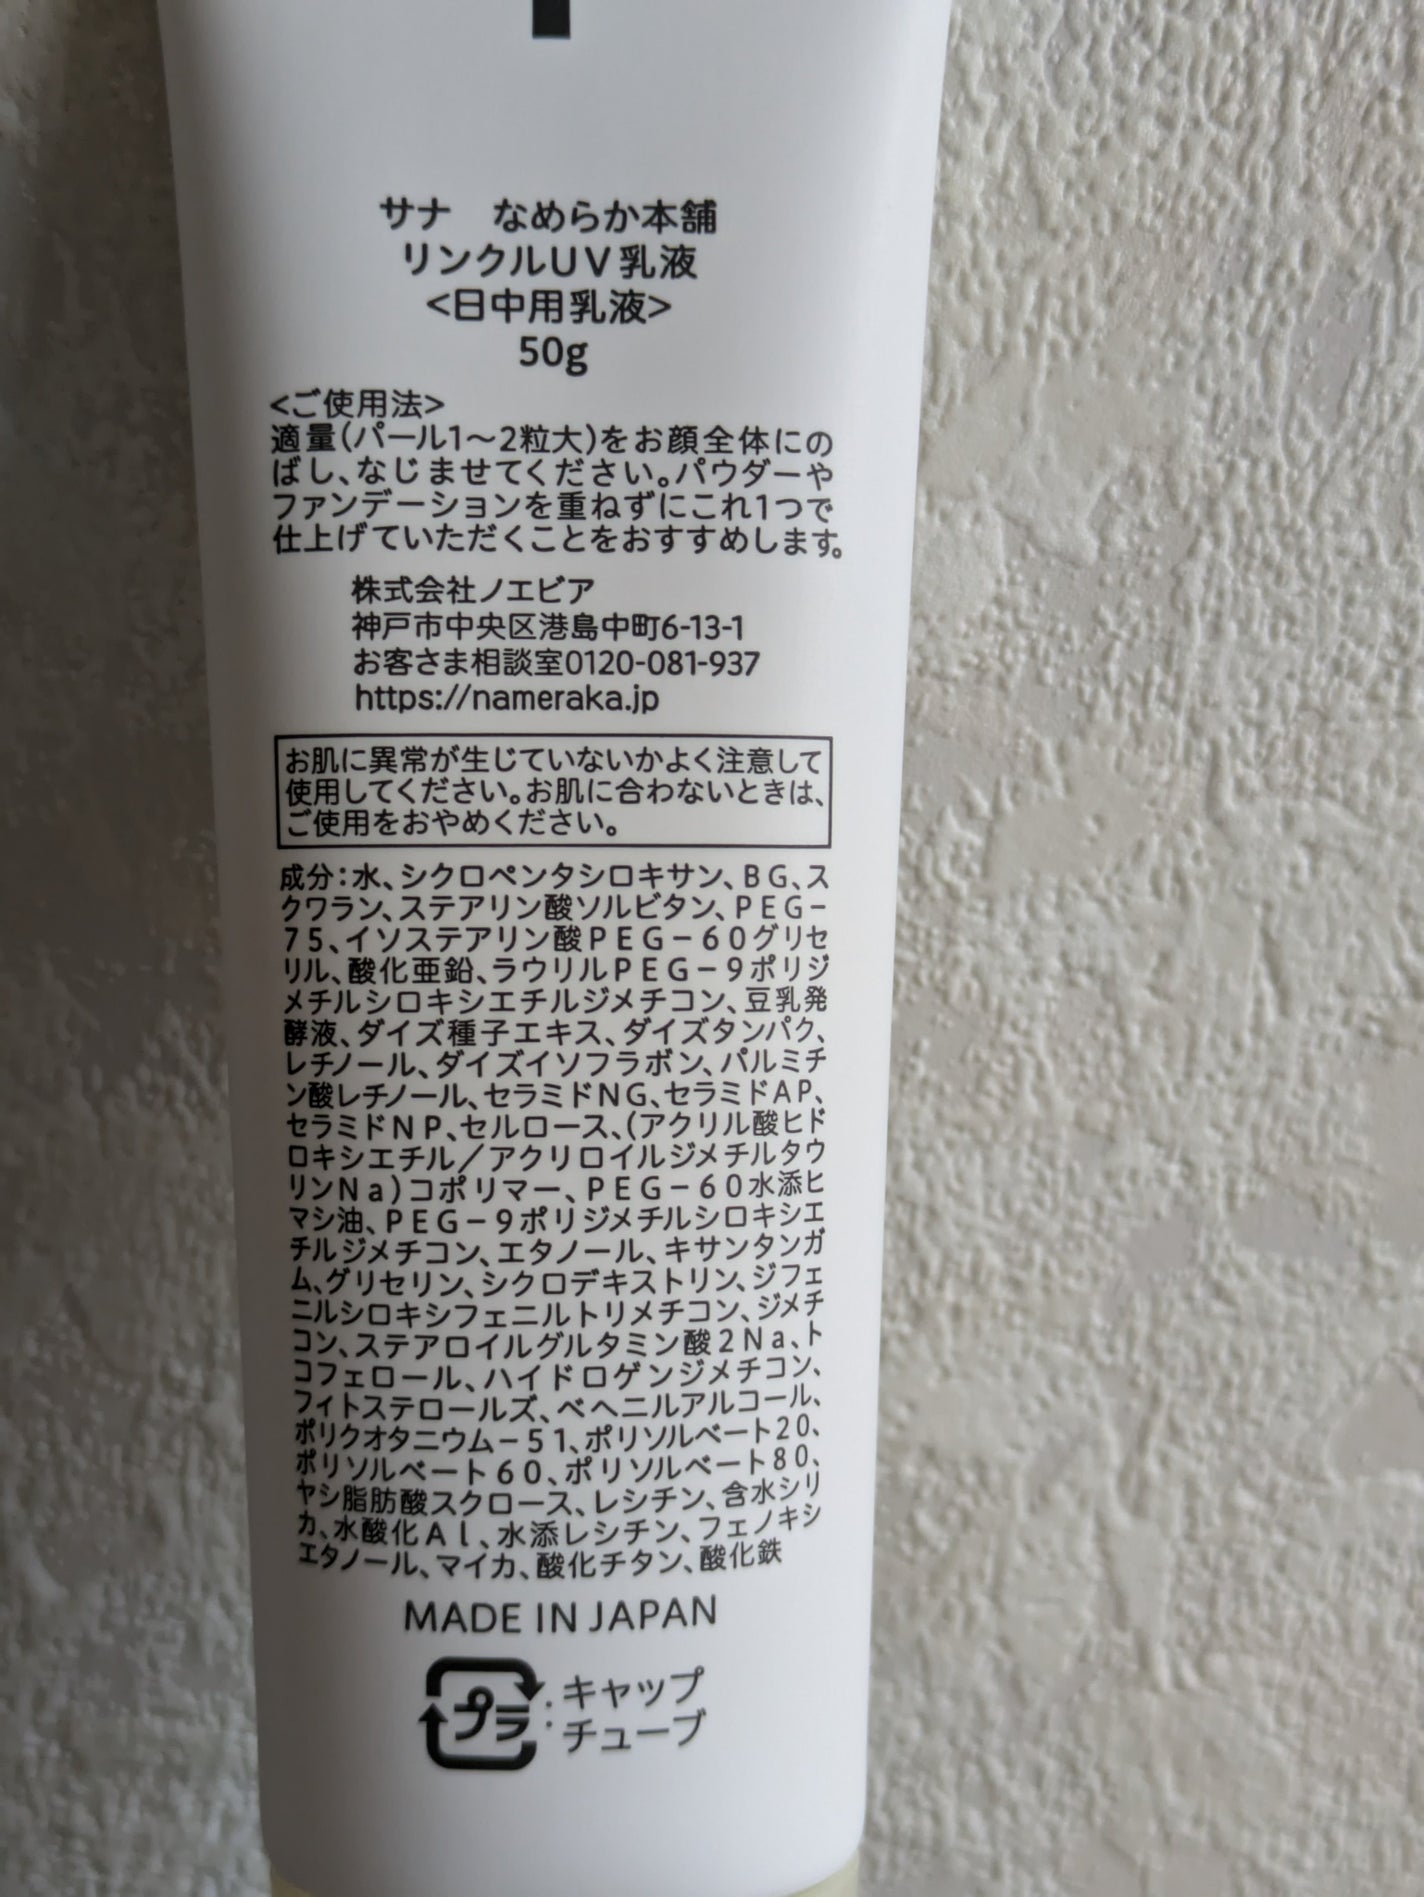 サナ　なめらか本舗
リンクルUV乳液
<日中用乳液>
50g
<ご使用法>
適量(パール1〜2粒大)をお顔全体にの
ばし、なじませてください。パウダーや
ファンデーションを重ねずにこれ1つで
仕上げていただくことをおすすめします。
株式会社ノエビア
神戸市中央区港島中町6-13-1
お客さま相談室0120-081-937
https://nameraka.jp
お肌に異常が生じていないかよく注意して
使用してください。お肌に合わないときは、
ご使用をおやめください。
成分：水、シクロペンタシロキサン、BG、ス
クワラン、ステアリン酸ソルビタン、PEG−
75、イソステアリン酸PEG−60グリセ
リル、酸化亜鉛、ラウリルPEG−9ポリジ
メチルシロキシエチルジメチコン、豆乳発
酵液、ダイズ種子エキス、ダイズタンパク、
レチノール、ダイズイソフラボン、パルミチ
ン酸レチノール、セラミドNG、セラミドAP、
セラミドNP、セルロース、(アクリル酸ヒド
ロキシエチル／アクリロイルジメチルタウ
リンNa)コポリマー、PEG−60水添ヒ
マシ油、PEG−9ポリジメチルシロキシエ
チルジメチコン、エタノール、キサンタンガ
ム、グリセリン、シクロデキストリン、ジフェ
ニルシロキシフェニルトリメチコン、ジメチ
コン、ステアロイルグルタミン酸2Na、ト
コフェロール、ハイドロゲンジメチコン、
フィトステロールズ、ベヘニルアルコール、
ポリクオタニウム−51、ポリソルベート20、
ポリソルベート60、ポリソルベート80、
ヤシ脂肪酸スクロース、レシチン、含水シリ
カ、水酸化Al、水添レシチン、フェノキシ
エタノール、マイカ、酸化チタン、酸化鉄
MADE IN JAPAN
プラ：キャップ
チューブ